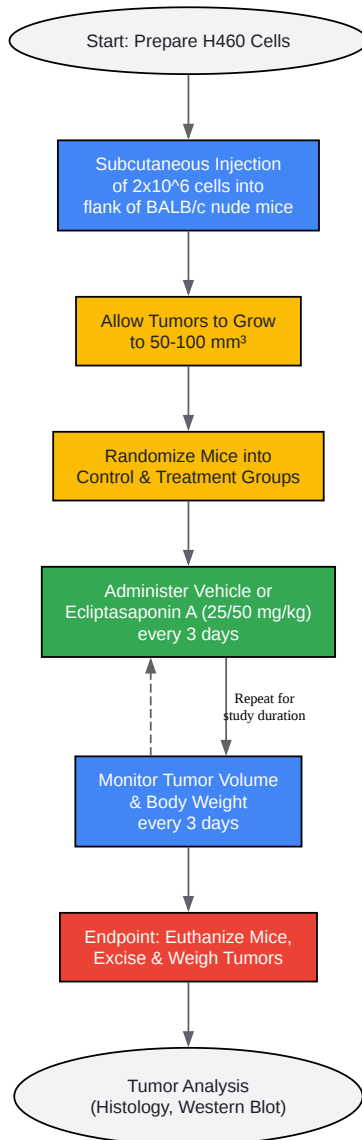 Start: Prepare H460 Cells
Subcutaneous Injection
of 2x10^6 cells into
flank of BALB/c nude mice
Allow Tumors to Grow
to 50-100 mm³
Randomize Mice into
Control & Treatment Groups
Administer Vehicle or
Ecliptasaponin A (25/50 mg/kg)
every 3 days
Repeat for
study duration
Monitor Tumor Volume
& Body Weight
every 3 days
Endpoint: Euthanize Mice,
Excise & Weigh Tumors
Tumor Analysis
(Histology, Western Blot)